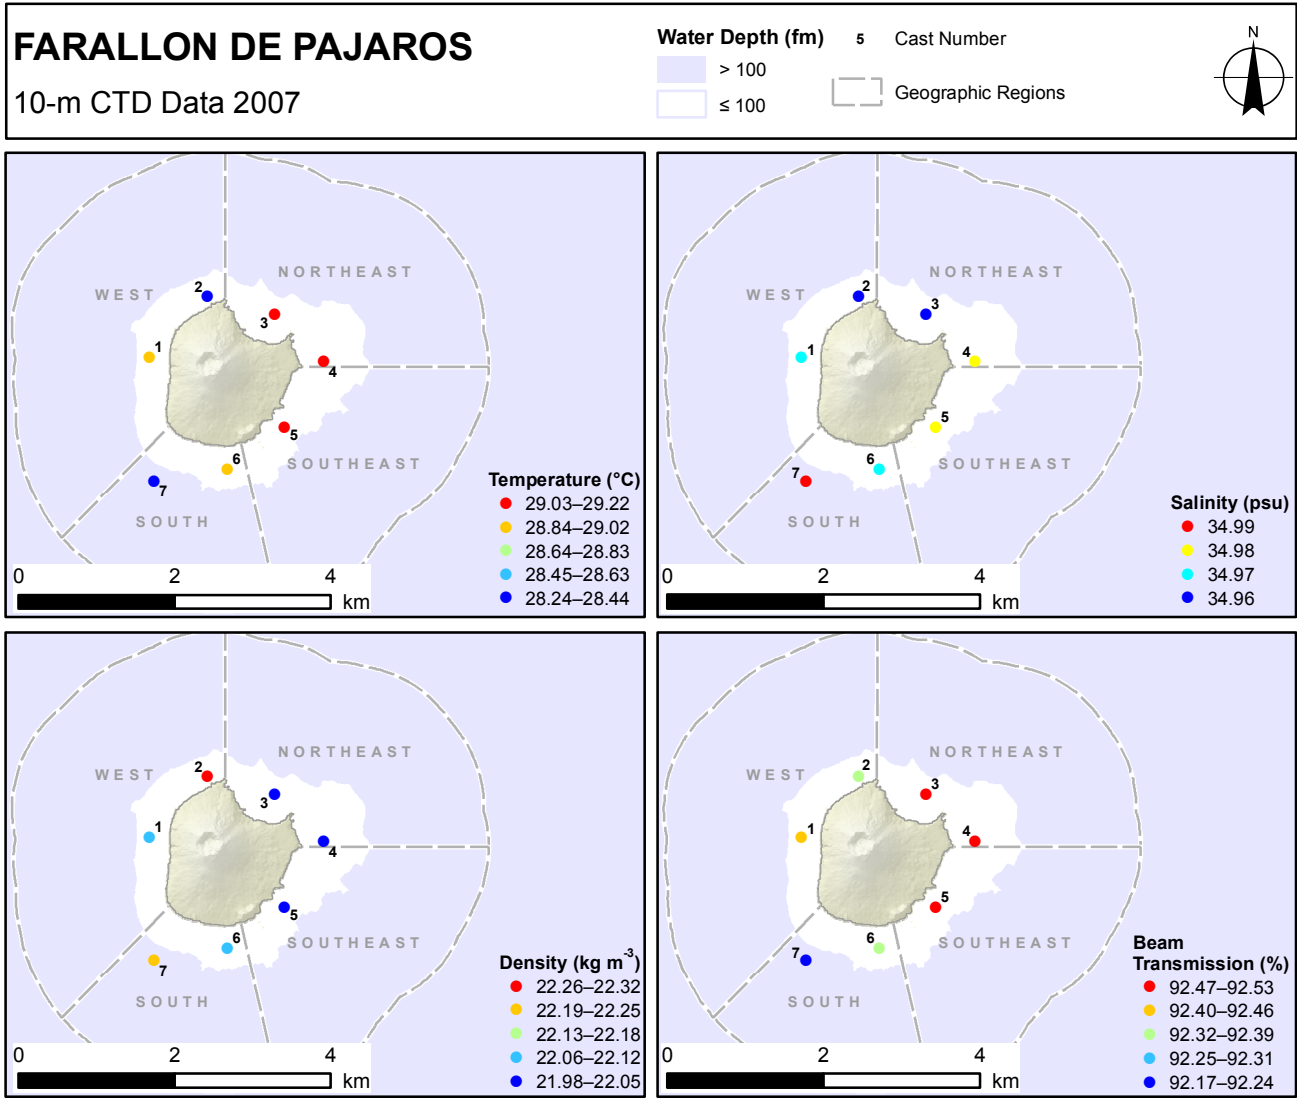 FARALLON DE PAJAROS
10-m CTD Data 2007
Water Depth (fm)
> 100
≤ 100
5 Cast Number
Geographic Regions
N
NORTHEAST
WEST
2
3
1
4
5
6
SOUTHEAST
7
SOUTH
Temperature (°C)
29.03–29.22
28.84–29.02
28.64–28.83
28.45–28.63
28.24–28.44
0 2 4
km
NORTHEAST
WEST
2
3
1
4
5
6
SOUTHEAST
7
SOUTH
Salinity (psu)
34.99
34.98
34.97
34.96
0 2 4
km
NORTHEAST
WEST
2
3
1
4
5
6
SOUTHEAST
7
SOUTH
Density (kg m⁻³)
22.26–22.32
22.19–22.25
22.13–22.18
22.06–22.12
21.98–22.05
0 2 4
km
NORTHEAST
WEST
2
3
1
4
5
6
SOUTHEAST
7
SOUTH
Beam
Transmission (%)
92.47–92.53
92.40–92.46
92.32–92.39
92.25–92.31
92.17–92.24
0 2 4
km